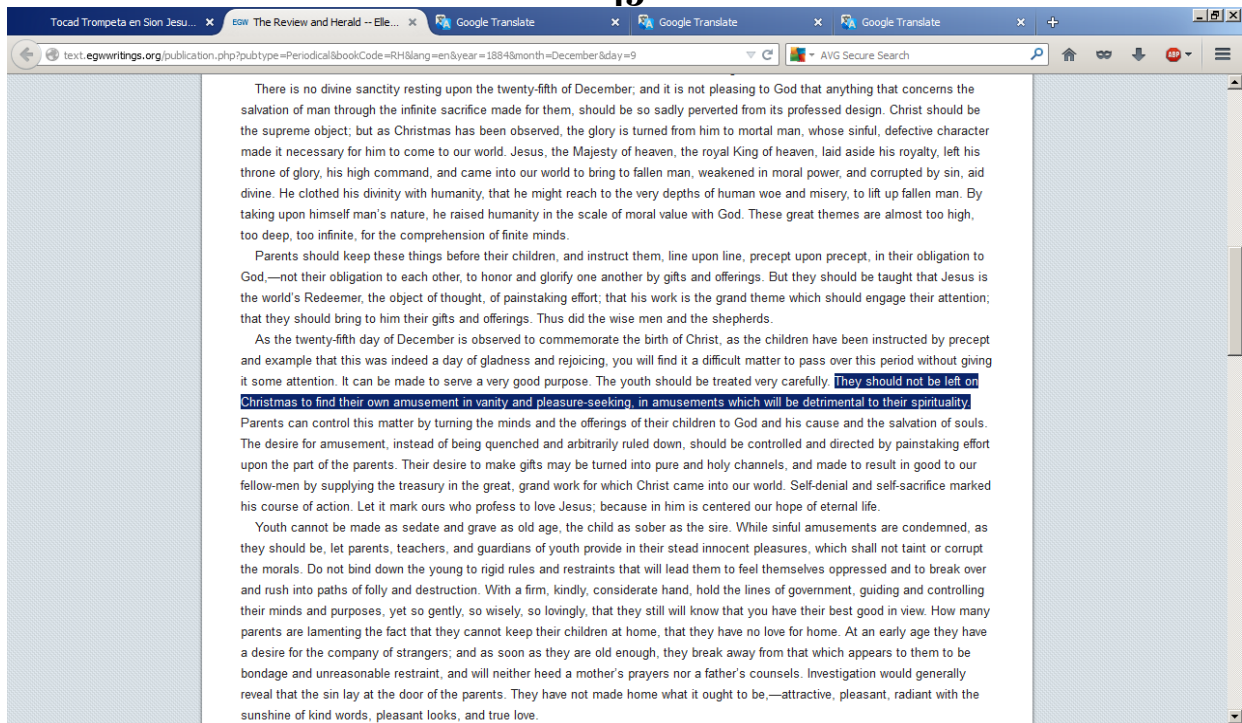 Tocad Trompeta en Sion Jesu...
EGW The Review and Herald -- Elle...
Google Translate
Google Translate
Google Translate
text.egwwritings.org/publication.php?pubtype=Periodical&bookCode=RH&lang=en&year=1884&month=December&day=9
AVG Secure Search
ABP
There is no divine sanctity resting upon the twenty-fifth of December; and it is not pleasing to God that anything that concerns the
salvation of man through the infinite sacrifice made for them, should be so sadly perverted from its professed design. Christ should be
the supreme object; but as Christmas has been observed, the glory is turned from him to mortal man, whose sinful, defective character
made it necessary for him to come to our world. Jesus, the Majesty of heaven, the royal King of heaven, laid aside his royalty, left his
throne of glory, his high command, and came into our world to bring to fallen man, weakened in moral power, and corrupted by sin, aid
divine. He clothed his divinity with humanity, that he might reach to the very depths of human woe and misery, to lift up fallen man. By
taking upon himself man's nature, he raised humanity in the scale of moral value with God. These great themes are almost too high,
too deep, too infinite, for the comprehension of finite minds.
Parents should keep these things before their children, and instruct them, line upon line, precept upon precept, in their obligation to
God,—not their obligation to each other, to honor and glorify one another by gifts and offerings. But they should be taught that Jesus is
the world's Redeemer, the object of thought, of painstaking effort; that his work is the grand theme which should engage their attention;
that they should bring to him their gifts and offerings. Thus did the wise men and the shepherds.
As the twenty-fifth day of December is observed to commemorate the birth of Christ, as the children have been instructed by precept
and example that this was indeed a day of gladness and rejoicing, you will find it a difficult matter to pass over this period without giving
it some attention. It can be made to serve a very good purpose. The youth should be treated very carefully. They should not be left on
Christmas to find their own amusement in vanity and pleasure-seeking, in amusements which will be detrimental to their spirituality.
Parents can control this matter by turning the minds and the offerings of their children to God and his cause and the salvation of souls.
The desire for amusement, instead of being quenched and arbitrarily ruled down, should be controlled and directed by painstaking effort
upon the part of the parents. Their desire to make gifts may be turned into pure and holy channels, and made to result in good to our
fellow-men by supplying the treasury in the great, grand work for which Christ came into our world. Self-denial and self-sacrifice marked
his course of action. Let it mark ours who profess to love Jesus; because in him is centered our hope of eternal life.
Youth cannot be made as sedate and grave as old age, the child as sober as the sire. While sinful amusements are condemned, as
they should be, let parents, teachers, and guardians of youth provide in their stead innocent pleasures, which shall not taint or corrupt
the morals. Do not bind down the young to rigid rules and restraints that will lead them to feel themselves oppressed and to break over
and rush into paths of folly and destruction. With a firm, kindly, considerate hand, hold the lines of government, guiding and controlling
their minds and purposes, yet so gently, so wisely, so lovingly, that they still will know that you have their best good in view. How many
parents are lamenting the fact that they cannot keep their children at home, that they have no love for home. At an early age they have
a desire for the company of strangers; and as soon as they are old enough, they break away from that which appears to them to be
bondage and unreasonable restraint, and will neither heed a mother's prayers nor a father's counsels. Investigation would generally
reveal that the sin lay at the door of the parents. They have not made home what it ought to be,—attractive, pleasant, radiant with the
sunshine of kind words, pleasant looks, and true love.